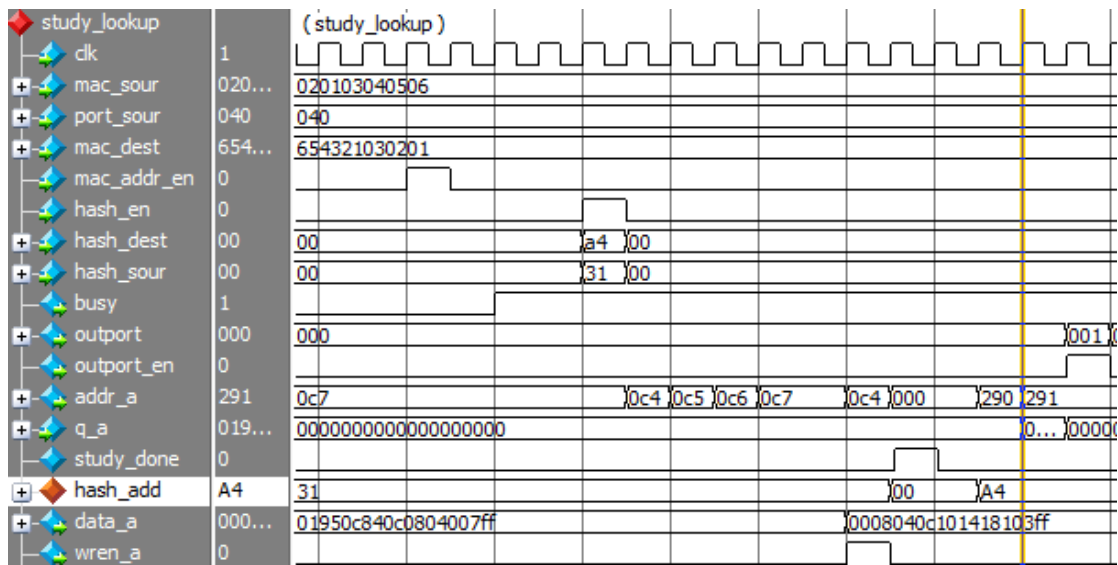 study_lookup ( study_lookup )
clk 1
mac_sour 020... 020103040506
port_sour 040 040
mac_dest 654... 654321030201
mac_addr_en 0
hash_en 0
hash_dest 00 00 a4 00
hash_sour 00 00 31 00
busy 1
outport 000 000 001
outport_en 0
addr_a 291 0c7 0c4 0c5 0c6 0c7 0c4 000 290 291
q_a 019... 00000000000000000000 0... 00000
study_done 0
hash_add A4 31 00 A4
data_a 000... 01950c840c0804007ff 0008040c101418103ff
wren_a 0